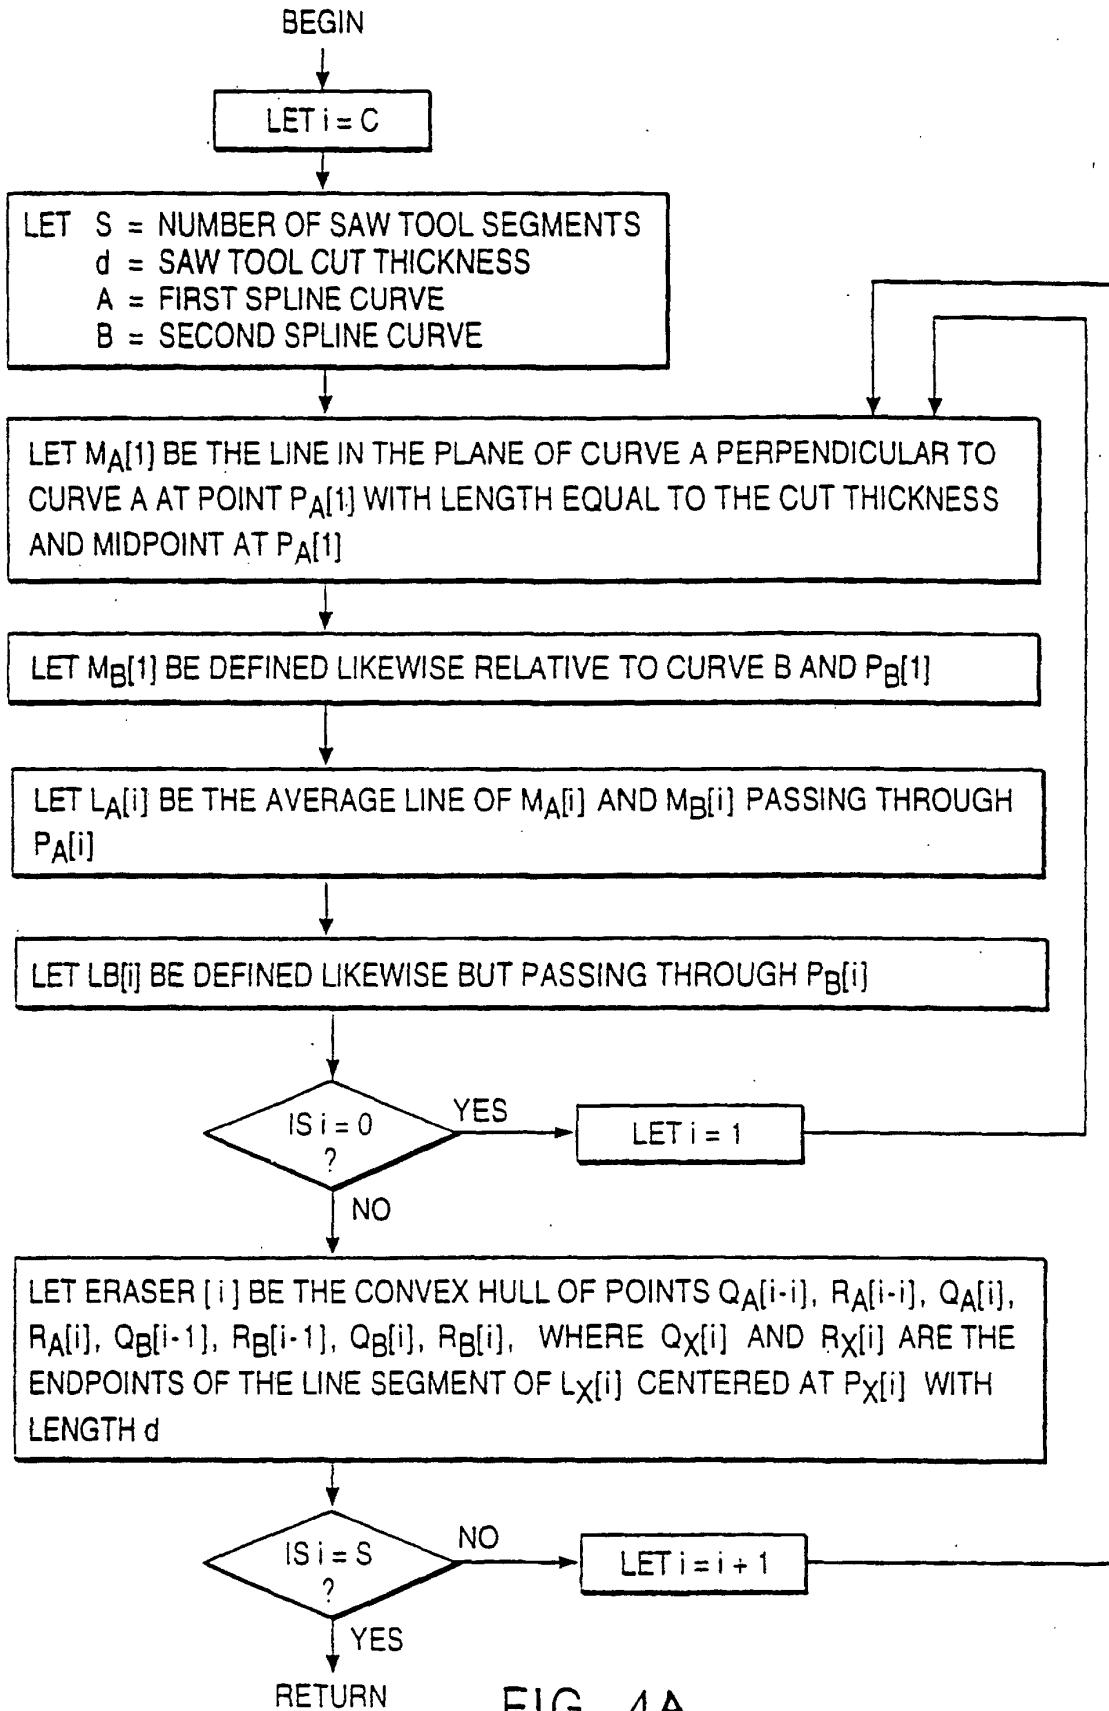 BEGIN
LET i = C
LET S = NUMBER OF SAW TOOL SEGMENTS
d = SAW TOOL CUT THICKNESS
A = FIRST SPLINE CURVE
B = SECOND SPLINE CURVE
LET MA[1] BE THE LINE IN THE PLANE OF CURVE A PERPENDICULAR TO
CURVE A AT POINT PA[1] WITH LENGTH EQUAL TO THE CUT THICKNESS
AND MIDPOINT AT PA[1]
LET MB[1] BE DEFINED LIKEWISE RELATIVE TO CURVE B AND PB[1]
LET LA[i] BE THE AVERAGE LINE OF MA[i] AND MB[i] PASSING THROUGH
PA[i]
LET LB[i] BE DEFINED LIKEWISE BUT PASSING THROUGH PB[i]
IS i = 0
?
YES
LET i = 1
NO
LET ERASER [ i ] BE THE CONVEX HULL OF POINTS QA[i-i], RA[i-i], QA[i],
RA[i], QB[i-1], RB[i-1], QB[i], RB[i], WHERE QX[i] AND RX[i] ARE THE
ENDPOINTS OF THE LINE SEGMENT OF LX[i] CENTERED AT PX[i] WITH
LENGTH d
IS i = S
?
NO
LET i = i + 1
YES
RETURN
FIG. 4A